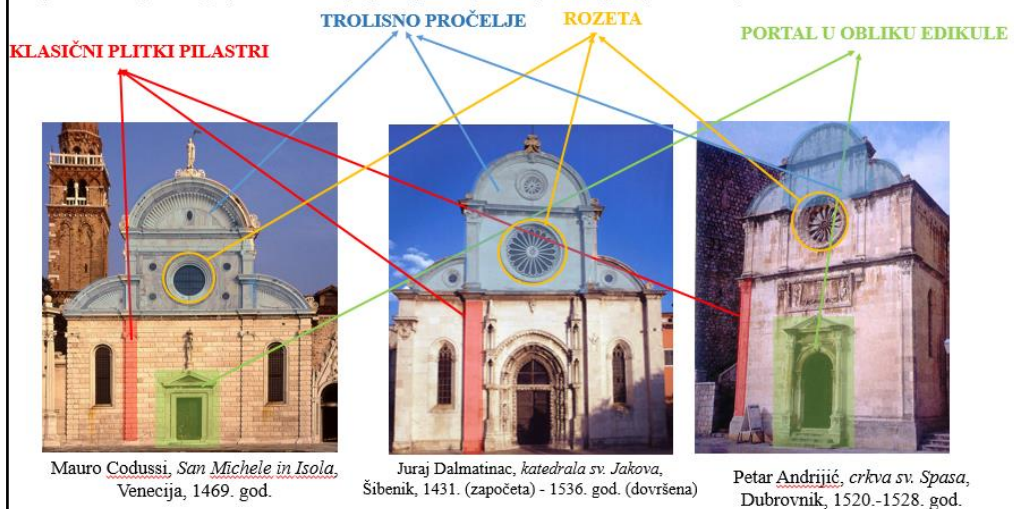 TROLISNO PROČELJE
ROZETA
PORTAL U OBLIKU EDIKULE
KLASIČNI PLITKI PILASTRI
Mauro Codussi, San Michele in Isola,
Venecija, 1469. god.
Juraj Dalmatinac, katedrala sv. Jakova,
Šibenik, 1431. (započeta) - 1536. god. (dovršena)
Petar Andrijić, crkva sv. Spasa,
Dubrovnik, 1520.-1528. god.